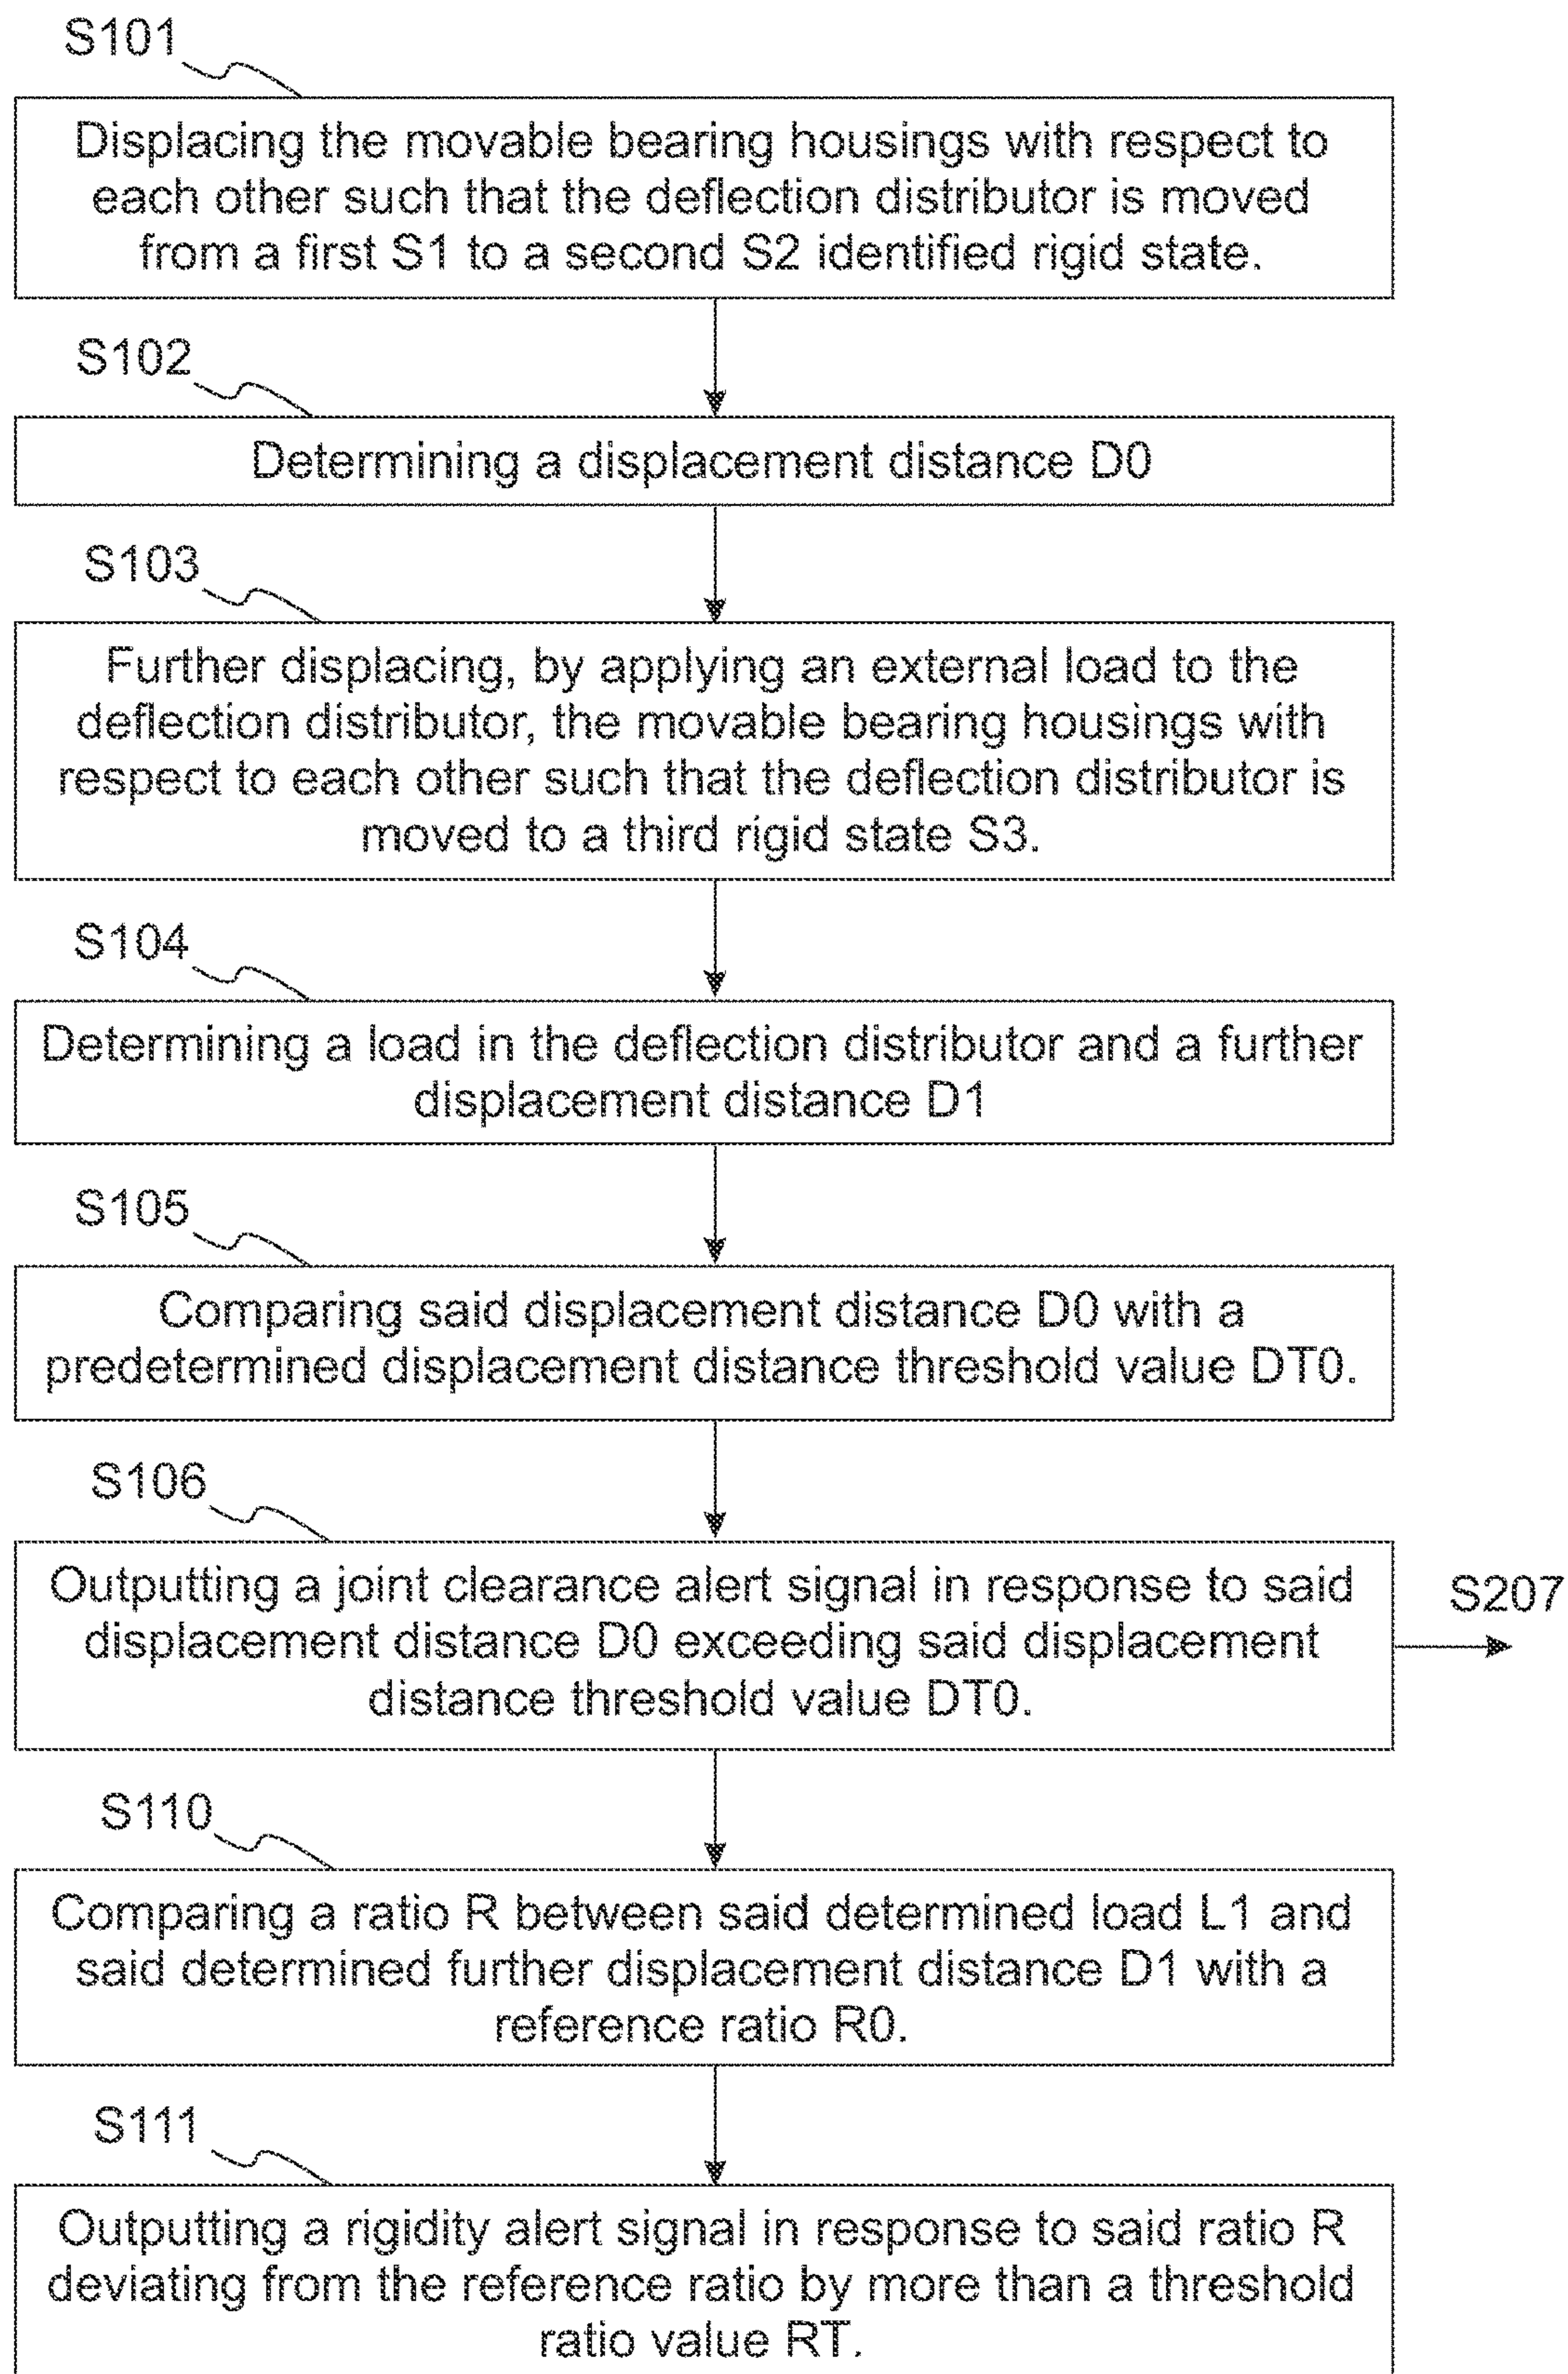 S101
Displacing the movable bearing housings with respect to
each other such that the deflection distributor is moved
from a first S1 to a second S2 identified rigid state.
S102
Determining a displacement distance D0
S103
Further displacing, by applying an external load to the
deflection distributor, the movable bearing housings with
respect to each other such that the deflection distributor is
moved to a third rigid state S3.
S104
Determining a load in the deflection distributor and a further
displacement distance D1
S105
Comparing said displacement distance D0 with a
predetermined displacement distance threshold value DT0.
S106
Outputting a joint clearance alert signal in response to said
displacement distance D0 exceeding said displacement
distance threshold value DT0.
S207
S110
Comparing a ratio R between said determined load L1 and
said determined further displacement distance D1 with a
reference ratio R0.
S111
Outputting a rigidity alert signal in response to said ratio R
deviating from the reference ratio by more than a threshold
ratio value RT.